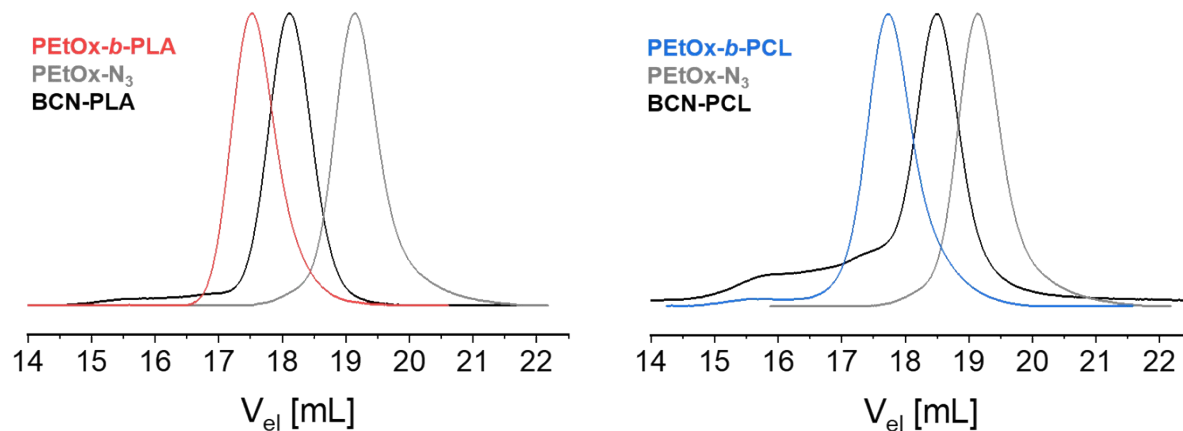 PEtOx-b-PLA
PEtOx-N₃
BCN-PLA
14 15 16 17 18 19 20 21 22
Vₑₗ [mL]
PEtOx-b-PCL
PEtOx-N₃
BCN-PCL
14 15 16 17 18 19 20 21 22
Vₑₗ [mL]